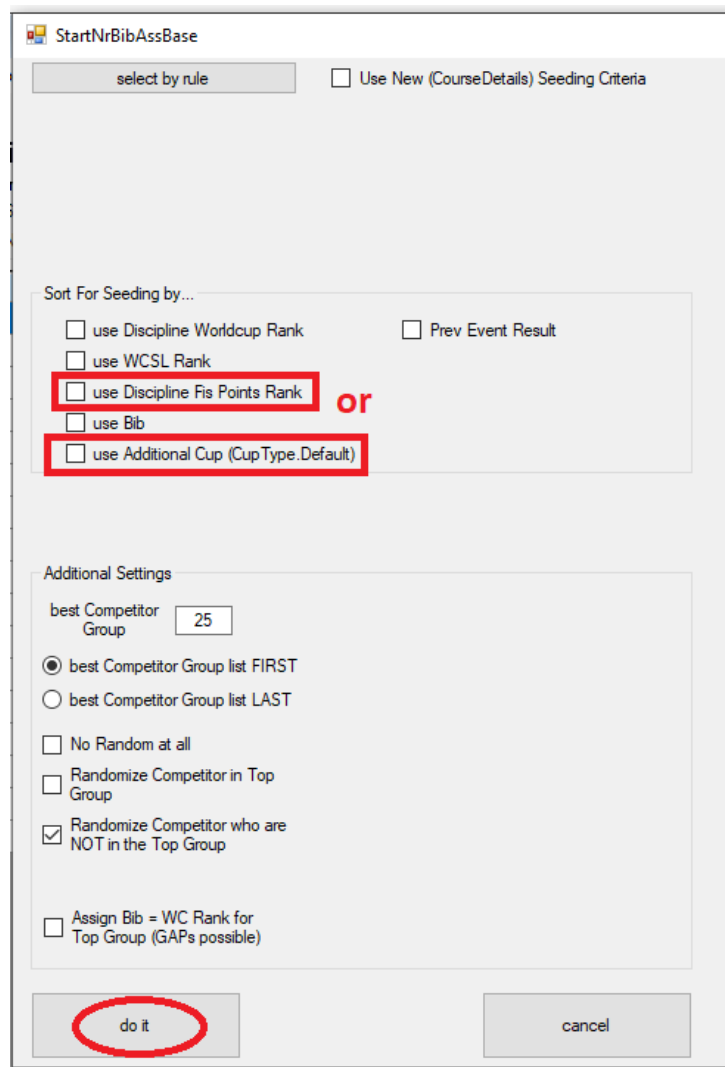 StartNrBibAssBase
select by rule
Use New (CourseDetails) Seeding Criteria
Sort For Seeding by...
use Discipline Worldcup Rank
Prev Event Result
use WCSL Rank
use Discipline Fis Points Rank
or
use Bib
use Additional Cup (CupType.Default)
Additional Settings
best Competitor
Group
25
best Competitor Group list FIRST
best Competitor Group list LAST
No Random at all
Randomize Competitor in Top
Group
Randomize Competitor who are
NOT in the Top Group
Assign Bib = WC Rank for
Top Group (GAPs possible)
do it
cancel